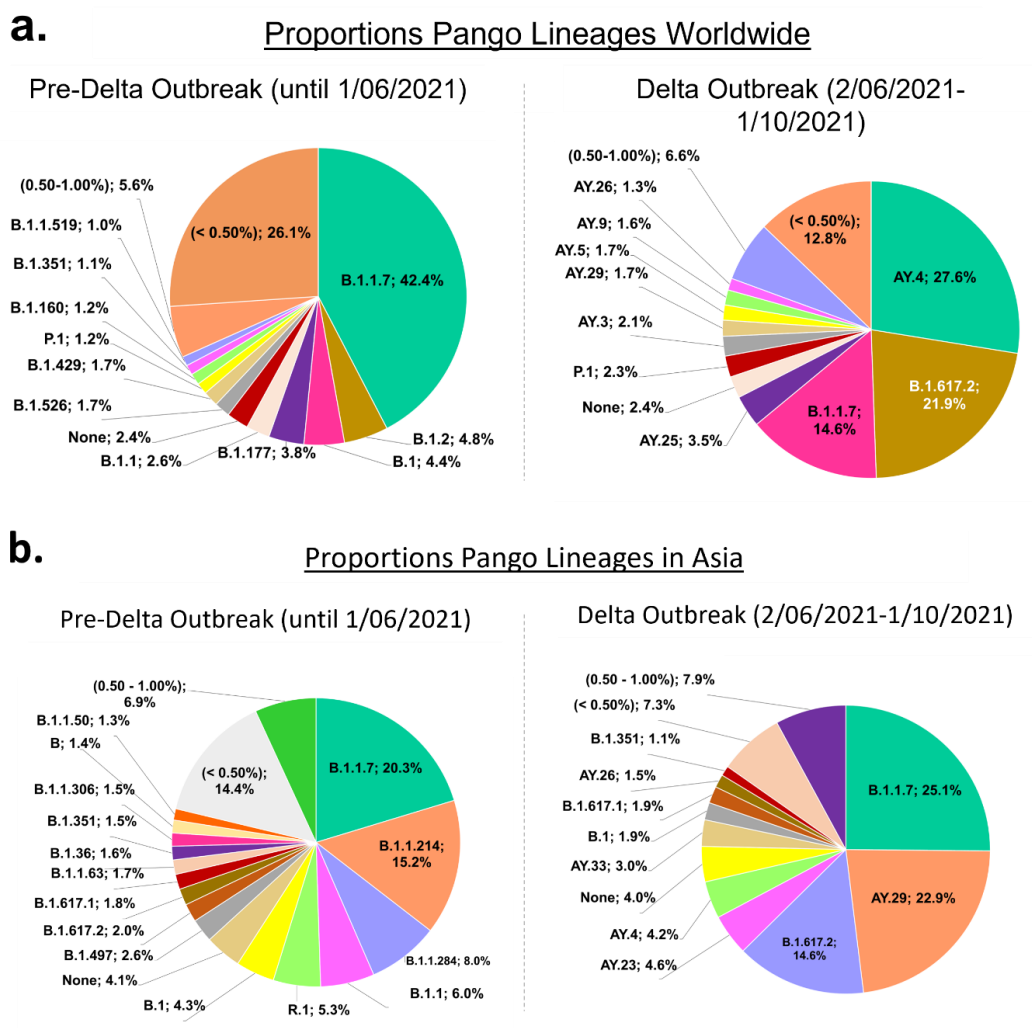 a.
Proportions Pango Lineages Worldwide
Pre-Delta Outbreak (until 1/06/2021)
(0.50-1.00%); 5.6%
B.1.1.519; 1.0%
B.1.351; 1.1%
B.1.160; 1.2%
P.1; 1.2%
B.1.429; 1.7%
B.1.526; 1.7%
None; 2.4%
B.1.1; 2.6%
B.1.177; 3.8%
B.1; 4.4%
B.1.2; 4.8%
(< 0.50%); 26.1%
B.1.1.7; 42.4%
Delta Outbreak (2/06/2021-
1/10/2021)
(0.50-1.00%); 6.6%
AY.26; 1.3%
AY.9; 1.6%
AY.5; 1.7%
AY.29; 1.7%
AY.3; 2.1%
P.1; 2.3%
None; 2.4%
AY.25; 3.5%
(< 0.50%);
12.8%
AY.4; 27.6%
B.1.617.2;
21.9%
B.1.1.7;
14.6%
b.
Proportions Pango Lineages in Asia
Pre-Delta Outbreak (until 1/06/2021)
(0.50 - 1.00%);
6.9%
B.1.1.50; 1.3%
B; 1.4%
B.1.1.306; 1.5%
B.1.351; 1.5%
B.1.36; 1.6%
B.1.1.63; 1.7%
B.1.617.1; 1.8%
B.1.617.2; 2.0%
B.1.497; 2.6%
None; 4.1%
B.1; 4.3%
R.1; 5.3%
B.1.1; 6.0%
B.1.1.284; 8.0%
(< 0.50%);
14.4%
B.1.1.7; 20.3%
B.1.1.214;
15.2%
Delta Outbreak (2/06/2021-1/10/2021)
(0.50 - 1.00%); 7.9%
(< 0.50%); 7.3%
B.1.351; 1.1%
AY.26; 1.5%
B.1.617.1; 1.9%
B.1; 1.9%
AY.33; 3.0%
None; 4.0%
AY.4; 4.2%
AY.23; 4.6%
B.1.1.7; 25.1%
AY.29; 22.9%
B.1.617.2;
14.6%